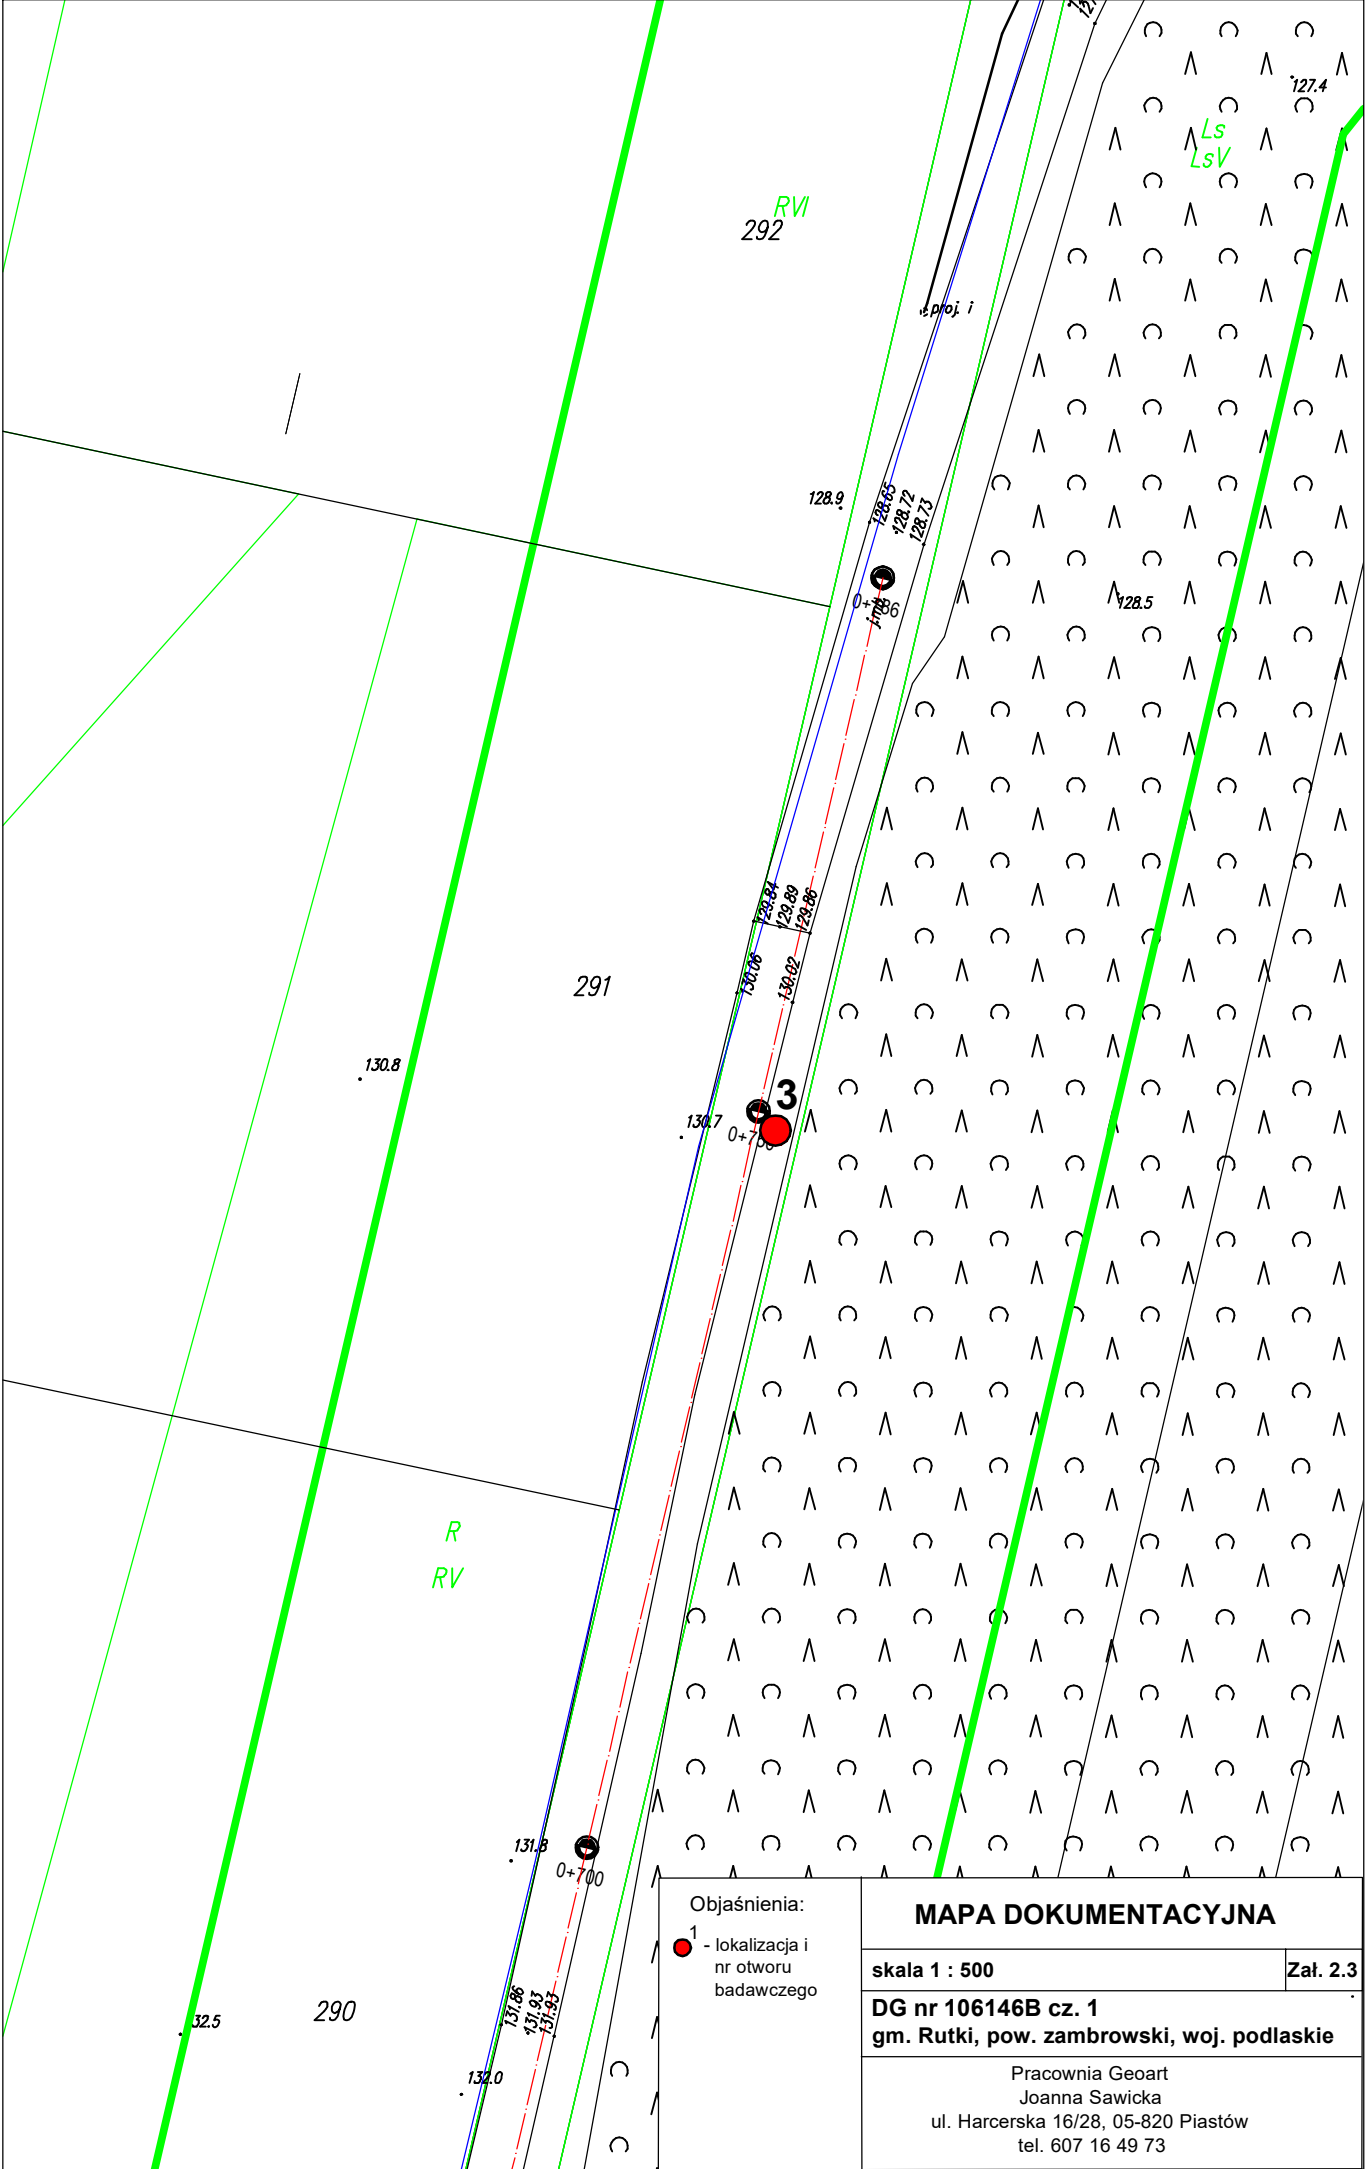 127.4
Ls
LsV
RVI
292
proj. i
128.9
128.65
128.72
128.73
128.5
j.np.
129.84
129.89
129.86
130.06
130.02
291
130.8
3
130.7
R
RV
131.8
0+700
131.86
131.93
131.93
290
32.5
132.0
Objaśnienia:
1
- lokalizacja i
nr otworu
badawczego
MAPA DOKUMENTACYJNA
skala 1 : 500
Zał. 2.3
DG nr 106146B cz. 1
gm. Rutki, pow. zambrowski, woj. podlaskie
Pracownia Geoart
Joanna Sawicka
ul. Harcerska 16/28, 05-820 Piastów
tel. 607 16 49 73